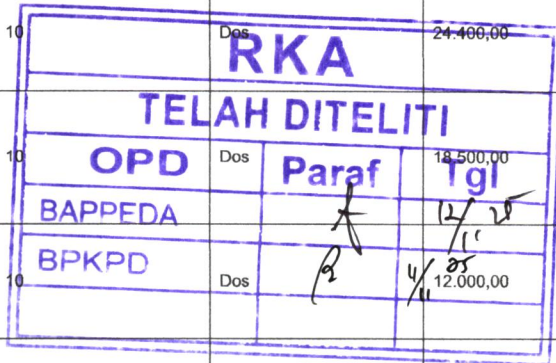 10 Dos 24.400,00
RKA
TELAH DITELITI
10 Dos 18.500,00
OPD Paraf Tgl
BAPPEDA 12/11 25
BPKPD 4/11 25
10 Dos 12.000,00